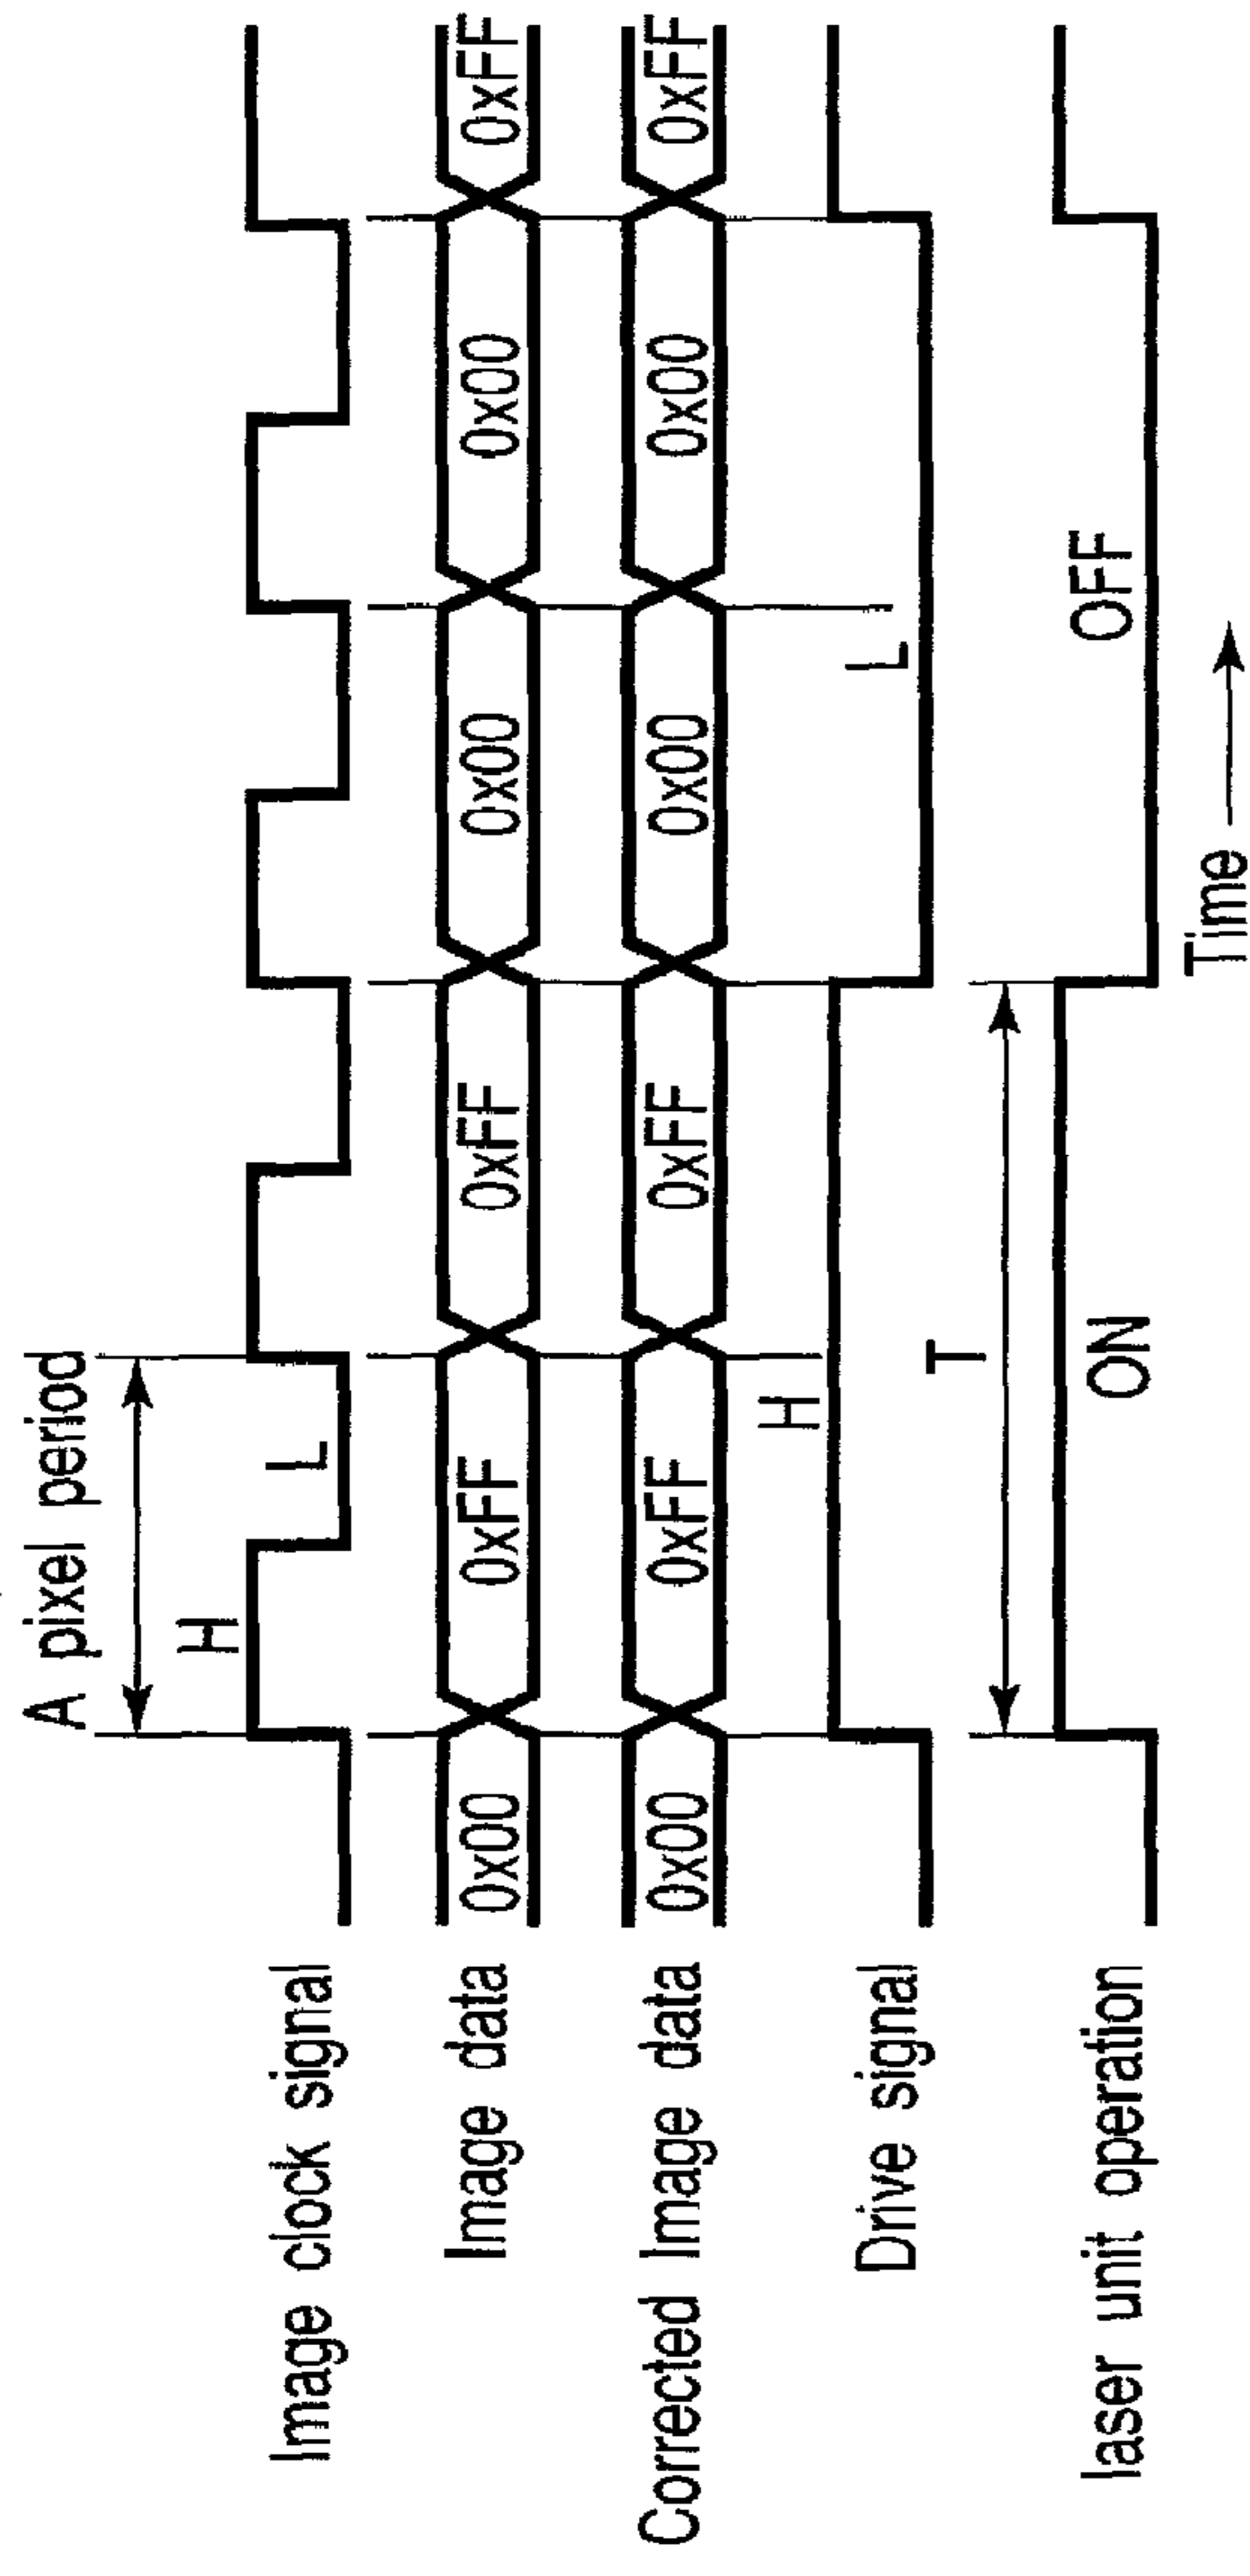 A pixel period
Image clock signal
H
L
Image data
0x00
0xFF
0xFF
0x00
0x00
0xFF
Corrected Image data
0x00
0xFF
0xFF
0x00
0x00
0xFF
Drive signal
H
L
T
laser unit operation
ON
OFF
Time